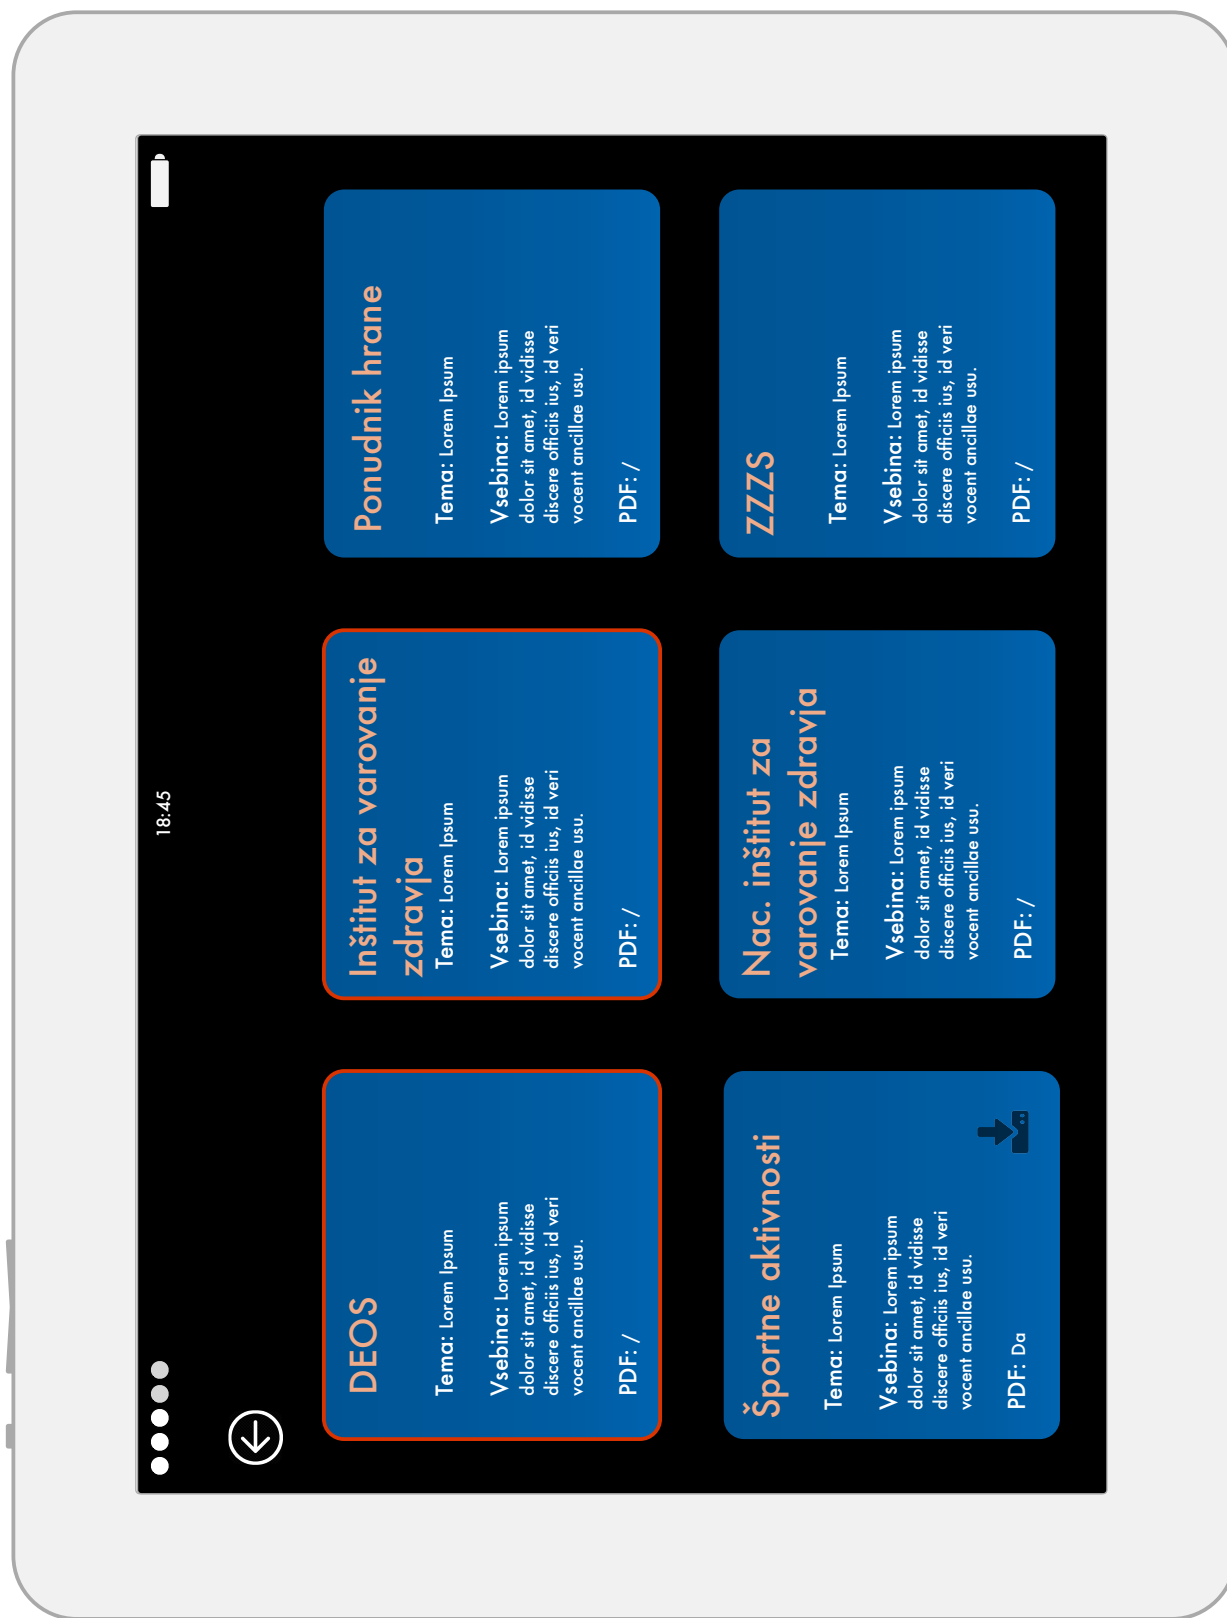 18:45
DEOS
Tema: Lorem Ipsum
Vsebina: Lorem ipsum
dolor sit amet, id vidisse
discere officiis ius, id veri
vocent ancillae usu.
PDF: /
Inštitut za varovanje
zdravja
Tema: Lorem Ipsum
Vsebina: Lorem ipsum
dolor sit amet, id vidisse
discere officiis ius, id veri
vocent ancillae usu.
PDF: /
Ponudnik hrane
Tema: Lorem Ipsum
Vsebina: Lorem ipsum
dolor sit amet, id vidisse
discere officiis ius, id veri
vocent ancillae usu.
PDF: /
Športne aktivnosti
Tema: Lorem Ipsum
Vsebina: Lorem ipsum
dolor sit amet, id vidisse
discere officiis ius, id veri
vocent ancillae usu.
PDF: Da
Nac. inštitut za
varovanje zdravja
Tema: Lorem Ipsum
Vsebina: Lorem ipsum
dolor sit amet, id vidisse
discere officiis ius, id veri
vocent ancillae usu.
PDF: /
ZZZS
Tema: Lorem Ipsum
Vsebina: Lorem ipsum
dolor sit amet, id vidisse
discere officiis ius, id veri
vocent ancillae usu.
PDF: /